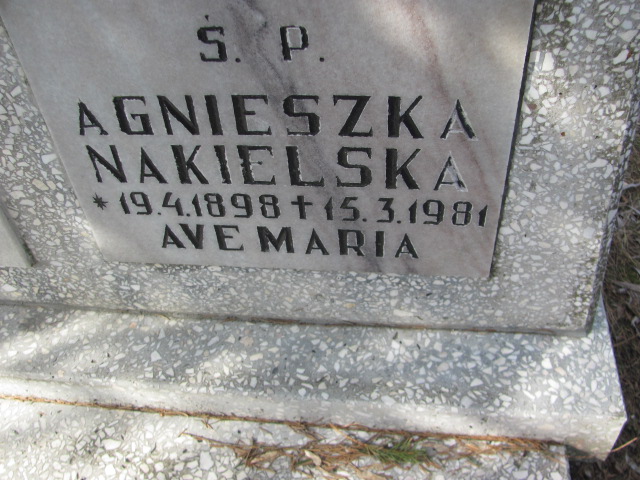 Ś. P.
AGNIESZKA
NAKIELSKA
*19.4.1898 †15.3.1981
AVE MARIA